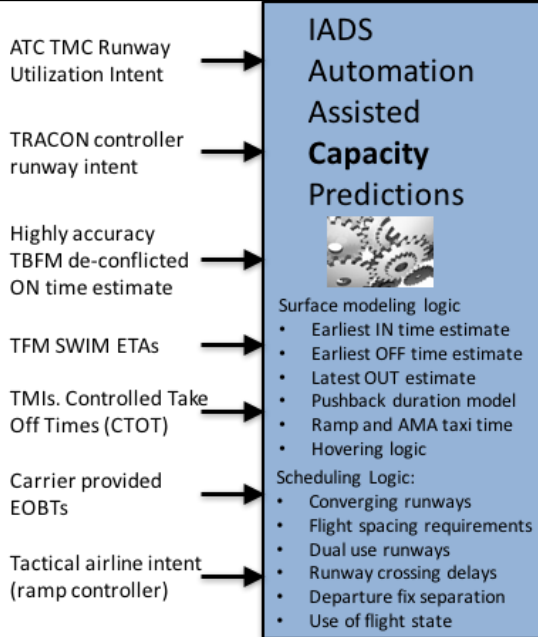 ATC TMC Runway
Utilization Intent
TRACON controller
runway intent
Highly accuracy
TBFM de-conflicted
ON time estimate
TFM SWIM ETAs
TMIs. Controlled Take
Off Times (CTOT)
Carrier provided
EOBTs
Tactical airline intent
(ramp controller)
IADS
Automation
Assisted
Capacity
Predictions
Surface modeling logic
• Earliest IN time estimate
• Earliest OFF time estimate
• Latest OUT estimate
• Pushback duration model
• Ramp and AMA taxi time
• Hovering logic
Scheduling Logic:
• Converging runways
• Flight spacing requirements
• Dual use runways
• Runway crossing delays
• Departure fix separation
• Use of flight state